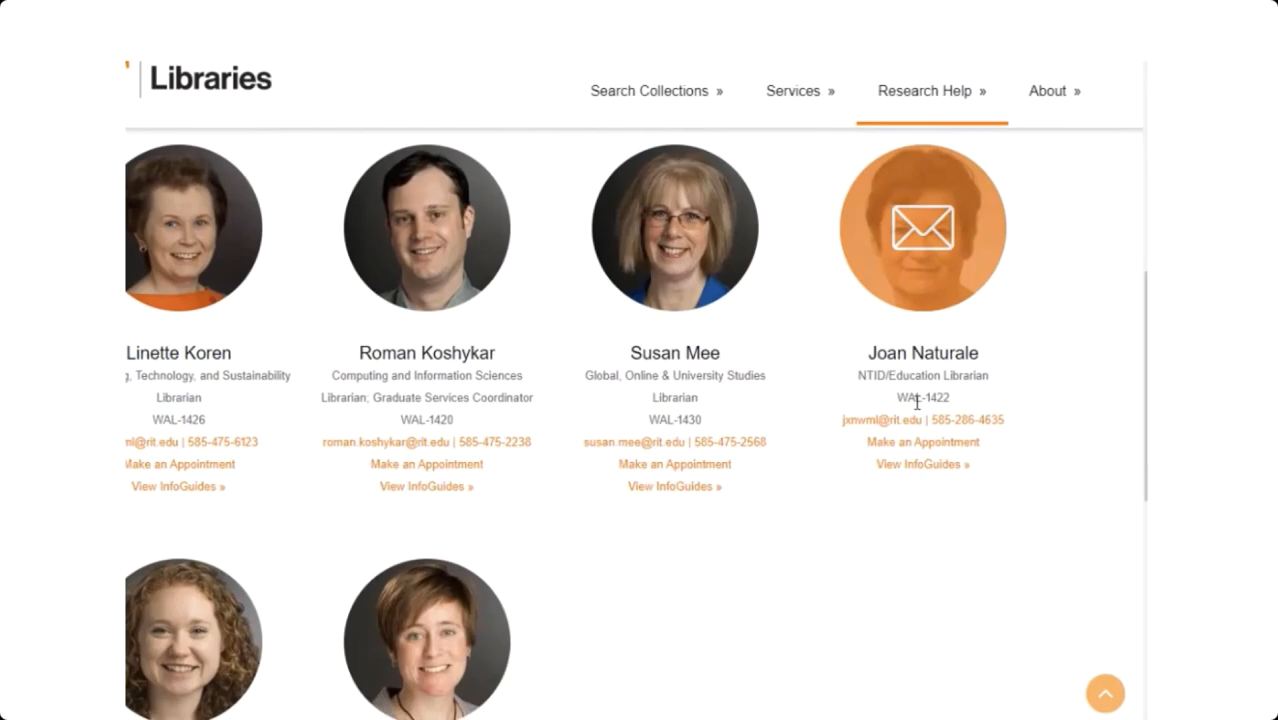 Libraries
Search Collections »
Services »
Research Help »
About »
Linette Koren
, Technology, and Sustainability
Librarian
WAL-1426
ml@rit.edu | 585-475-6123
Make an Appointment
View InfoGuides »
Roman Koshykar
Computing and Information Sciences
Librarian, Graduate Services Coordinator
WAL-1420
roman.koshykar@rit.edu | 585-475-2238
Make an Appointment
View InfoGuides »
Susan Mee
Global, Online & University Studies
Librarian
WAL-1430
susan.mee@rit.edu | 585-475-2568
Make an Appointment
View InfoGuides »
Joan Naturale
NTID/Education Librarian
WAL-1422
jxnwml@rit.edu | 585-286-4635
Make an Appointment
View InfoGuides »